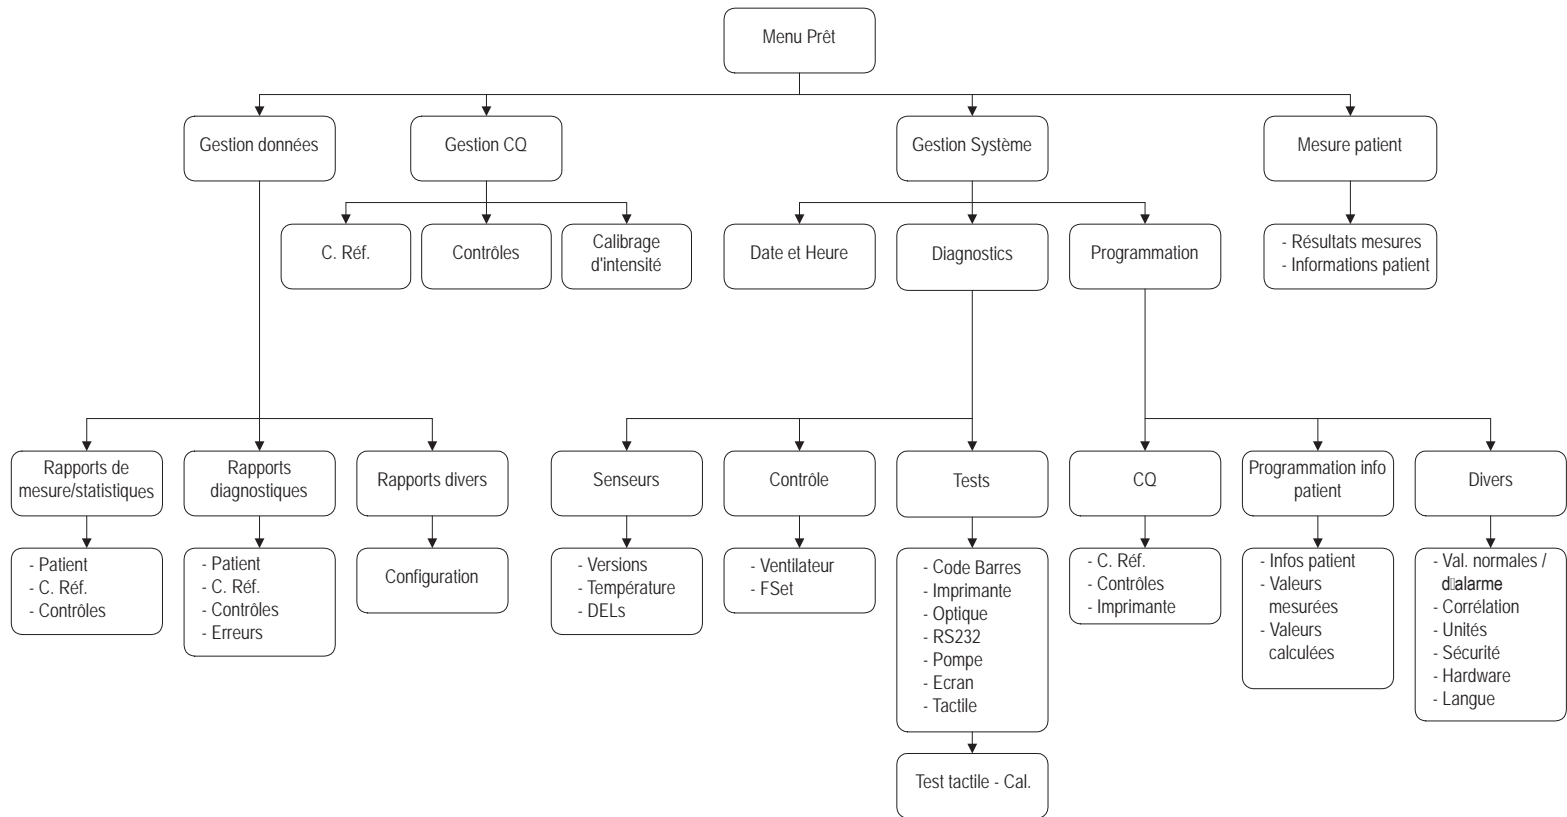 Menu Prêt
Gestion données
Gestion CQ
Gestion Système
Mesure patient
C. Réf.
Contrôles
Calibrage
d'intensité
Date et Heure
Diagnostics
Programmation
- Résultats mesures
- Informations patient
Rapports de
mesure/statistiques
Rapports
diagnostiques
Rapports divers
Senseurs
Contrôle
Tests
CQ
Programmation info
patient
Divers
- Patient
- C. Réf.
- Contrôles
- Patient
- C. Réf.
- Contrôles
- Erreurs
Configuration
- Versions
- Température
- DELs
- Ventilateur
- FSet
- Code Barres
- Imprimante
- Optique
- RS232
- Pompe
- Ecran
- Tactile
- C. Réf.
- Contrôles
- Imprimante
- Infos patient
- Valeurs
mesurées
- Valeurs
calculées
- Val. normales /
d▯alarme
- Corrélation
- Unités
- Sécurité
- Hardware
- Langue
Test tactile - Cal.